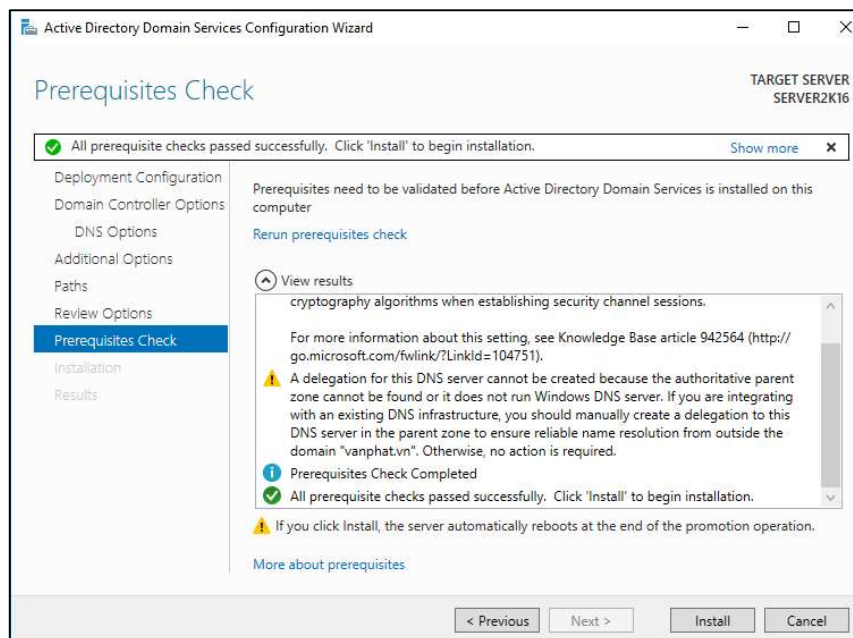 Active Directory Domain Services Configuration Wizard
Prerequisites Check
TARGET SERVER
SERVER2K16
All prerequisite checks passed successfully. Click 'Install' to begin installation.
Show more
Deployment Configuration
Domain Controller Options
DNS Options
Additional Options
Paths
Review Options
Prerequisites Check
Installation
Results
Prerequisites need to be validated before Active Directory Domain Services is installed on this
computer
Rerun prerequisites check
View results
cryptography algorithms when establishing security channel sessions.
For more information about this setting, see Knowledge Base article 942564 (http://
go.microsoft.com/fwlink/?LinkId=104751).
A delegation for this DNS server cannot be created because the authoritative parent
zone cannot be found or it does not run Windows DNS server. If you are integrating
with an existing DNS infrastructure, you should manually create a delegation to this
DNS server in the parent zone to ensure reliable name resolution from outside the
domain "vanphat.vn". Otherwise, no action is required.
Prerequisites Check Completed
All prerequisite checks passed successfully. Click 'Install' to begin installation.
If you click Install, the server automatically reboots at the end of the promotion operation.
More about prerequisites
< Previous
Next >
Install
Cancel